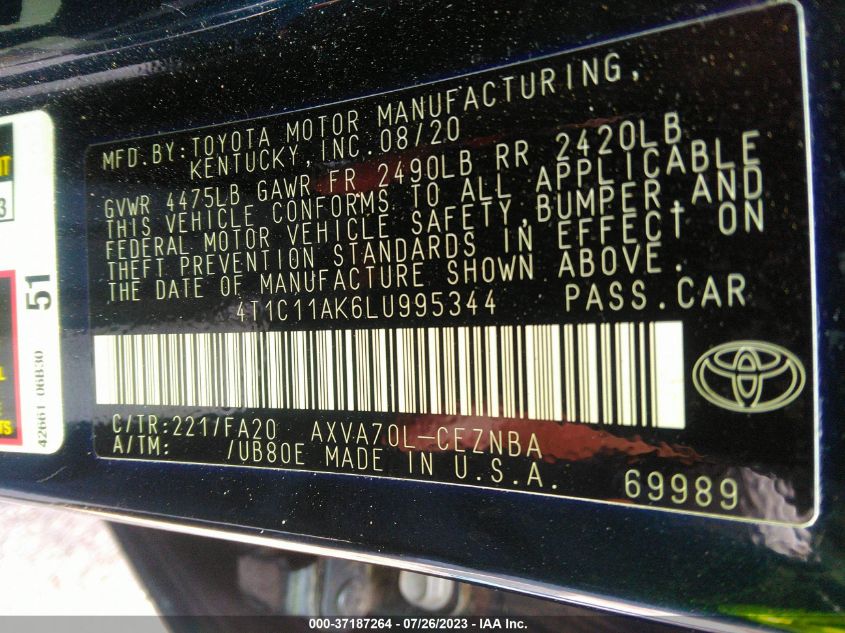 MFD.BY: TOYOTA MOTOR MANUFACTURING,
KENTUCKY, INC. 08/20
GVWR 4475LB GAWR FR 2490LB RR 2420LB
THIS VEHICLE CONFORMS TO ALL APPLICABLE
FEDERAL MOTOR VEHICLE SAFETY, BUMPER, AND
THEFT PREVENTION STANDARDS IN EFFECT ON
THE DATE OF MANUFACTURE SHOWN ABOVE.
4T1C11AK6LU995344 PASS.CAR
C/TR: 221/FA20 AXVA70L-CEZNBA
A/TM: /UB80E MADE IN U.S.A.
69989
51
42661 06B30
3
000-37187264 - 07/26/2023 - IAA Inc.